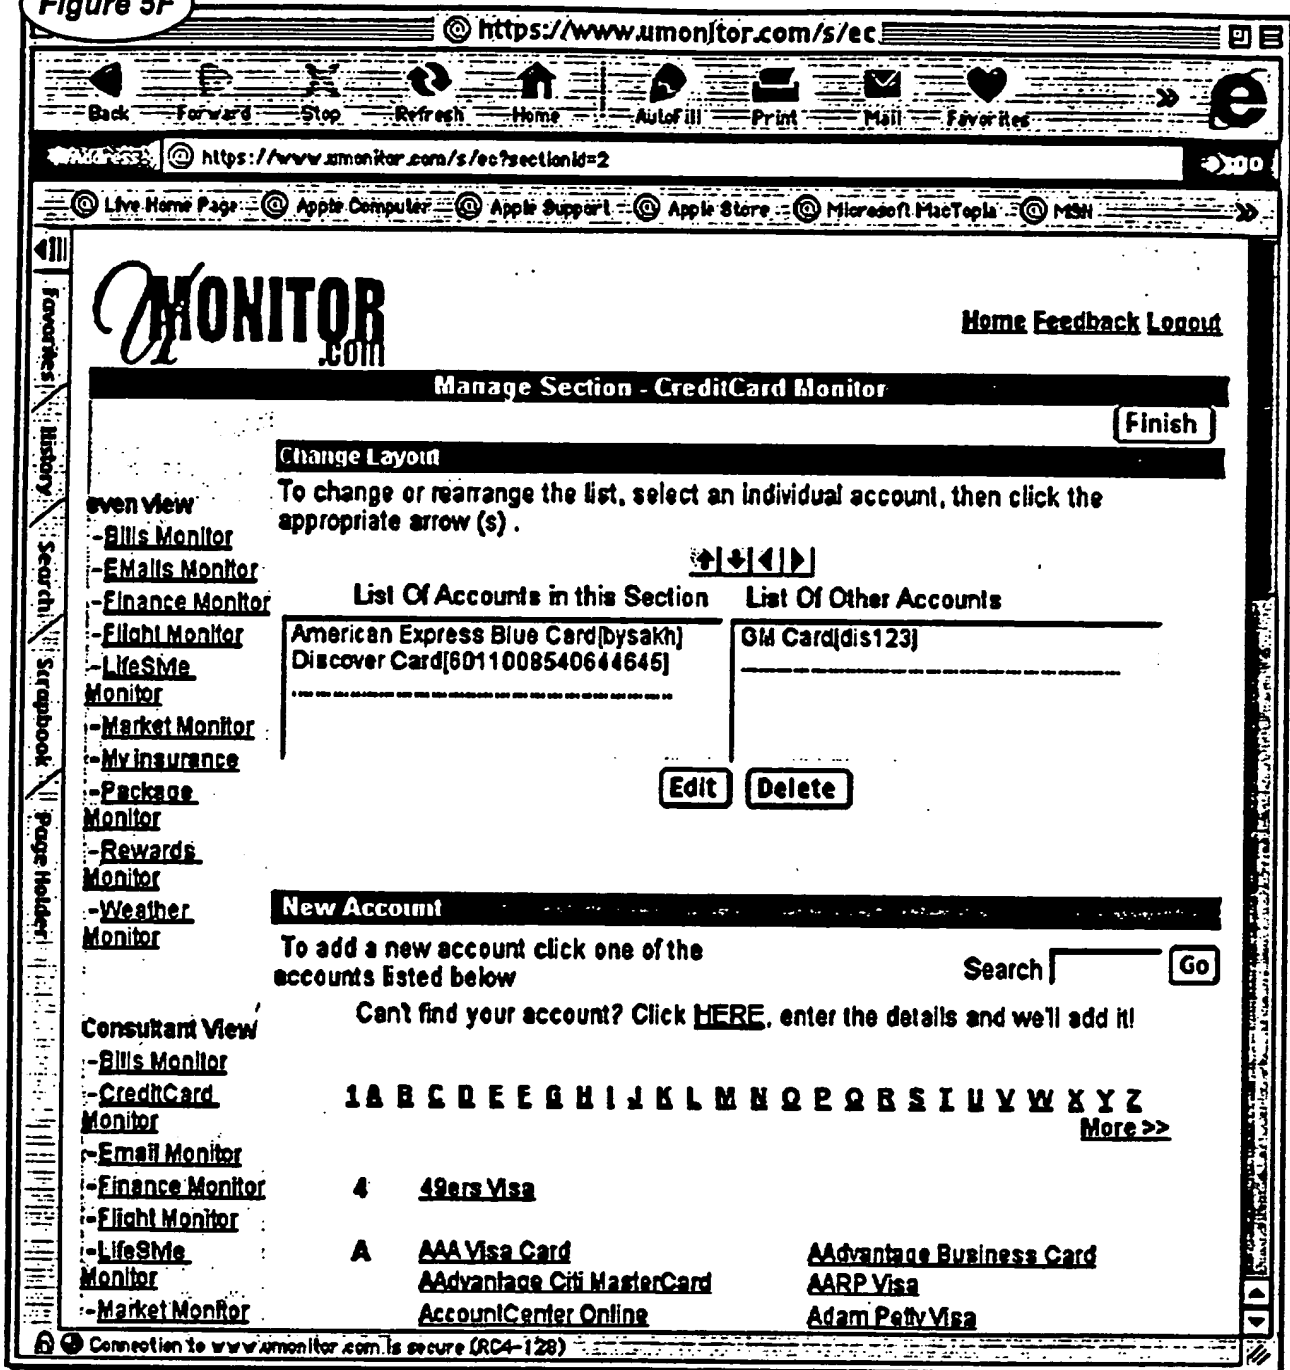 Figure 5F
@ https://www.umonitor.com/s/ec
Back Forward Stop Refresh Home AutoFill Print Mail Favorites
Address: @ https://www.umonitor.com/s/ec?sectionid=2
Live Home Page @ Apple Computer @ Apple Support @ Apple Store @ Microsoft MacTopia @ MSN
Favorites
History
Search
Scrapbook
Page Holder
UMONITOR
.com
Home Feedback Logout
Manage Section - CreditCard Monitor
Finish
Change Layout
To change or rearrange the list, select an individual account, then click the
appropriate arrow (s) .
List Of Accounts in this Section List Of Other Accounts
American Express Blue Card[bysakh] GM Card[dis123]
Discover Card[6011008540644645]
Edit Delete
even view
-Bills Monitor
-EMails Monitor
-Finance Monitor
-Flight Monitor
-LifeSMe
Monitor
-Market Monitor
-My insurance
-Package
Monitor
-Rewards
Monitor
-Weather
Monitor
New Account
To add a new account click one of the
accounts listed below
Search Go
Can't find your account? Click HERE, enter the details and we'll add it!
1 A B C D E F G H I J K L M N O P Q R S T U V W X Y Z
More >>
Consultant View
-Bills Monitor
-CreditCard
Monitor
-Email Monitor
-Finance Monitor
-Flight Monitor
-LifeSMe
Monitor
-Market Monitor
4 49ers Visa
A AAA Visa Card AAdvantage Business Card
AAdvantage Citi MasterCard AARP Visa
AccountCenter Online Adam Petty Visa
Connection to www.umonitor.com is secure (RC4-128)